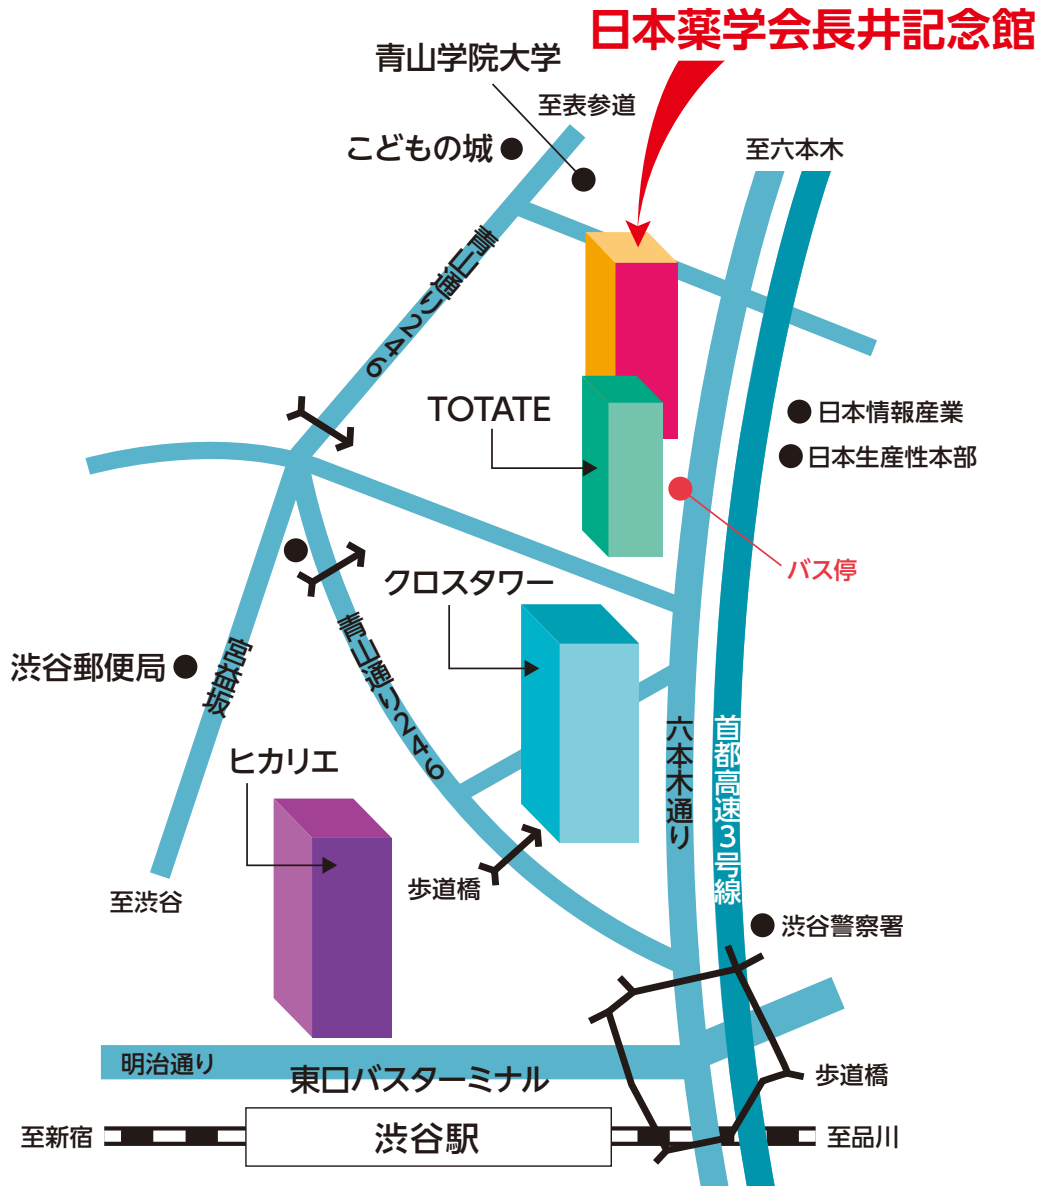 日本薬学会長井記念館
青山学院大学
至表参道
こどもの城
至六本木
青山通り246
TOTATE
日本情報産業
日本生産性本部
バス停
クロスタワー
青山通り246
宮益坂
渋谷郵便局
六本木通り
首都高速3号線
ヒカリエ
歩道橋
至渋谷
渋谷警察署
明治通り
東口バスターミナル
歩道橋
至新宿
渋谷駅
至品川